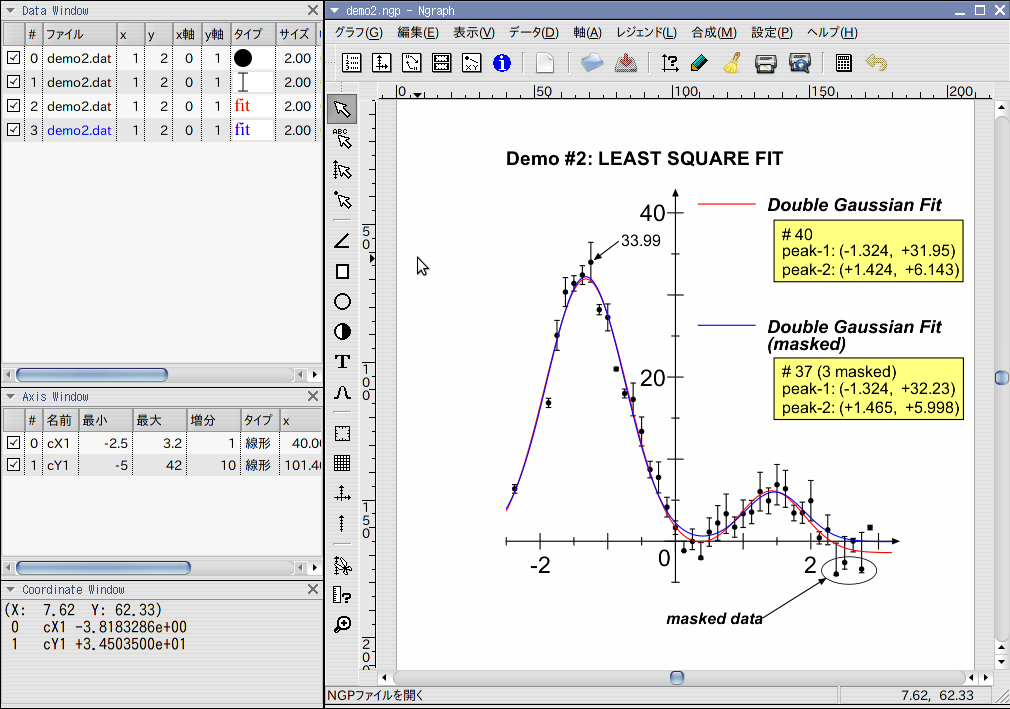 Data Window
# ファイル x y x軸 y軸 タイプ サイズ
0 demo2.dat 1 2 0 1 2.00
1 demo2.dat 1 2 0 1 2.00
2 demo2.dat 1 2 0 1 fit 2.00
3 demo2.dat 1 2 0 1 fit 2.00
Axis Window
# 名前 最小 最大 増分 タイプ x
0 cX1 -2.5 3.2 1 線形 40.0
1 cY1 -5 42 10 線形 101.4
Coordinate Window
(X: 7.62 Y: 62.33)
0 cX1 -3.8183286e+00
1 cY1 +3.4503500e+01
demo2.ngp - Ngraph
グラフ(G) 編集(E) 表示(V) データ(D) 軸(A) レジェンド(L) 合成(M) 設定(P) ヘルプ(H)
0 50 100 150 200
ABC
T
50
100
150
200
Demo #2: LEAST SQUARE FIT
40
33.99
20
-2
0
2
Double Gaussian Fit
# 40
peak-1: (-1.324, +31.95)
peak-2: (+1.424, +6.143)
Double Gaussian Fit
(masked)
# 37 (3 masked)
peak-1: (-1.324, +32.23)
peak-2: (+1.465, +5.998)
masked data
NGPファイルを開く
7.62, 62.33